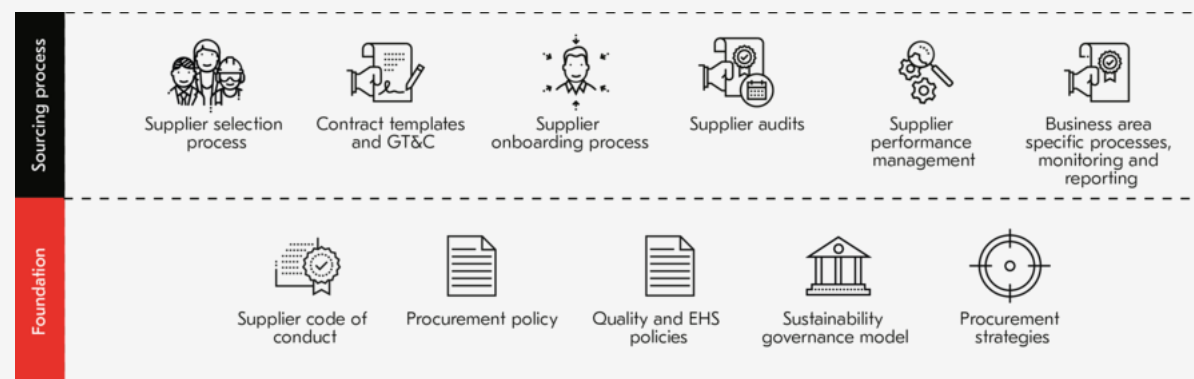 Sourcing process
Supplier selection
process
Contract templates
and GT&C
Supplier
onboarding process
Supplier audits
Supplier
performance
management
Business area
specific processes,
monitoring and
reporting
Foundation
Supplier code of
conduct
Procurement policy
Quality and EHS
policies
Sustainability
governance model
Procurement
strategies